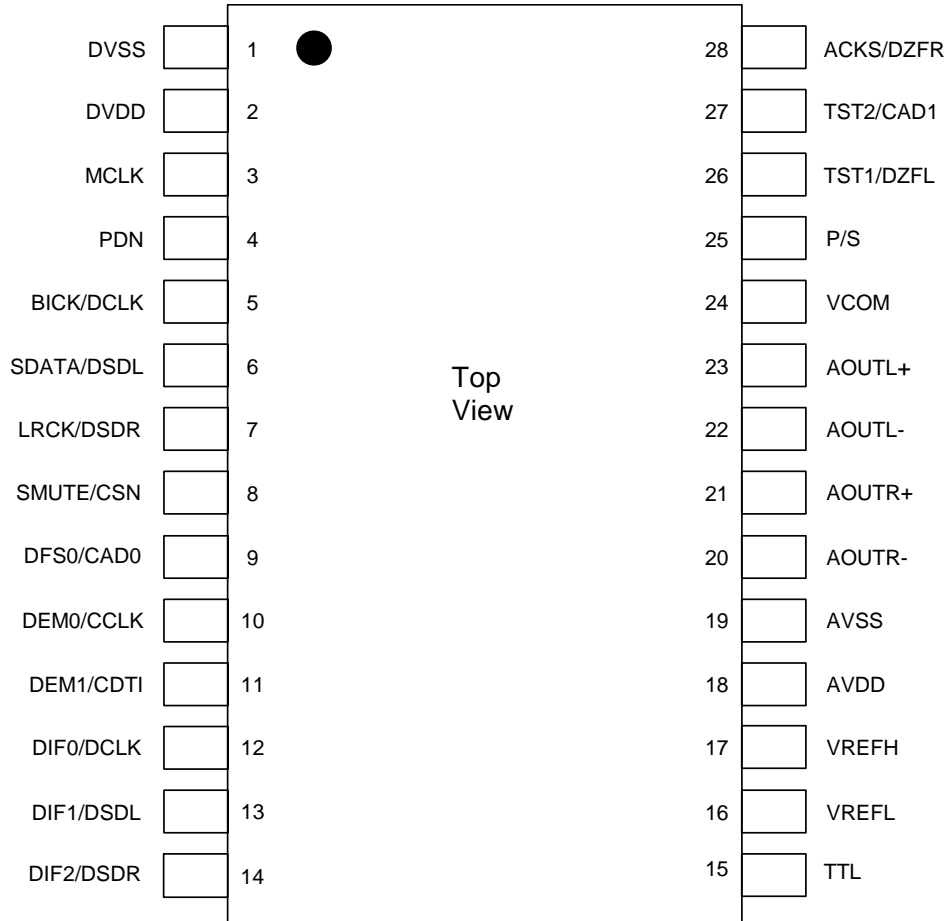 DVSS 1 28 ACKS/DZFR
DVDD 2 27 TST2/CAD1
MCLK 3 26 TST1/DZFL
PDN 4 25 P/S
BICK/DCLK 5 24 VCOM
SDATA/DSDL 6 23 AOUTL+
Top
View
LRCK/DSDR 7 22 AOUTL-
SMUTE/CSN 8 21 AOUTR+
DFS0/CAD0 9 20 AOUTR-
DEM0/CCLK 10 19 AVSS
DEM1/CDTI 11 18 AVDD
DIF0/DCLK 12 17 VREFH
DIF1/DSDL 13 16 VREFL
DIF2/DSDR 14 15 TTL